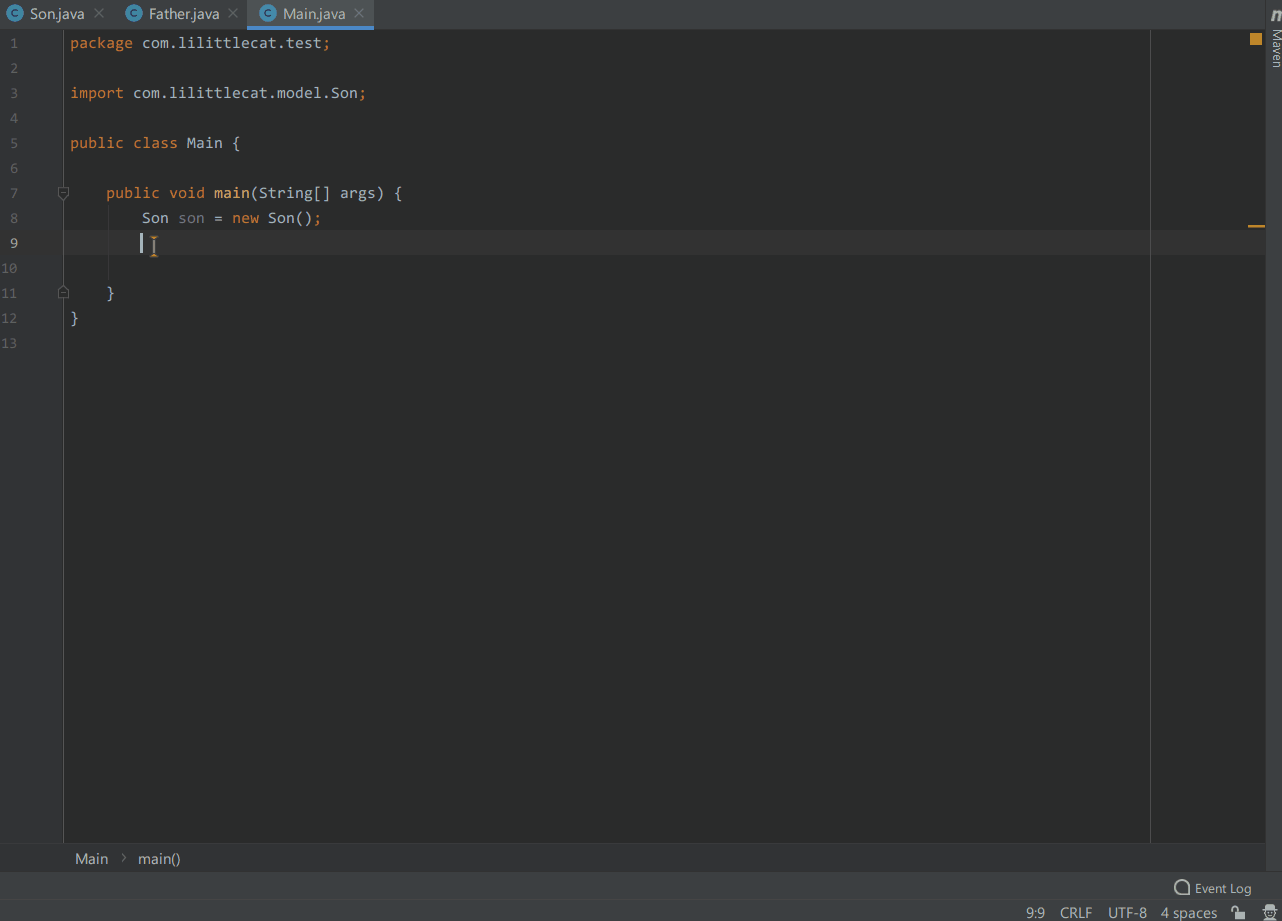 Son.java Father.java Main.java
Maven
1 package com.lilittlecat.test;
2
3 import com.lilittlecat.model.Son;
4
5 public class Main {
6
7 public void main(String[] args) {
8 Son son = new Son();
9
10
11 }
12 }
13
Main > main()
Event Log
9:9 CRLF UTF-8 4 spaces